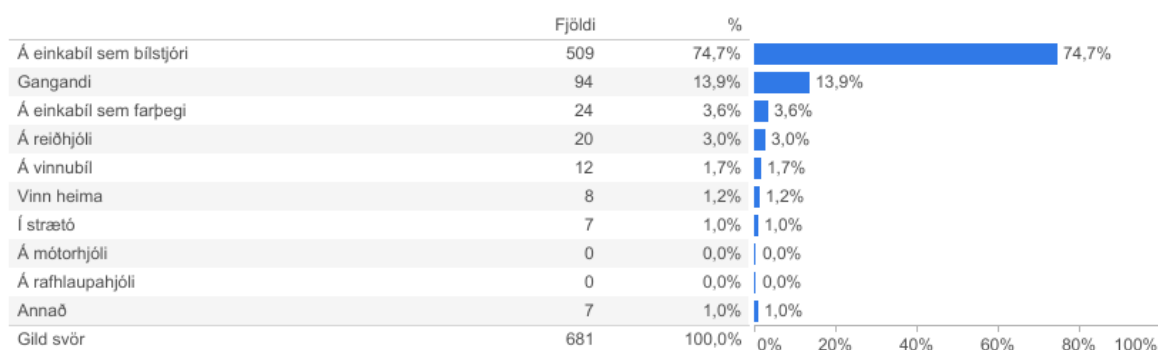 Fjöldi %
Á einkabíl sem bílstjóri 509 74,7% 74,7%
Gangandi 94 13,9% 13,9%
Á einkabíl sem farþegi 24 3,6% 3,6%
Á reiðhjóli 20 3,0% 3,0%
Á vinnubíl 12 1,7% 1,7%
Vinn heima 8 1,2% 1,2%
Í strætó 7 1,0% 1,0%
Á mótorhjóli 0 0,0% 0,0%
Á rafhlaupahjóli 0 0,0% 0,0%
Annað 7 1,0% 1,0%
Gild svör 681 100,0%
0% 20% 40% 60% 80% 100%